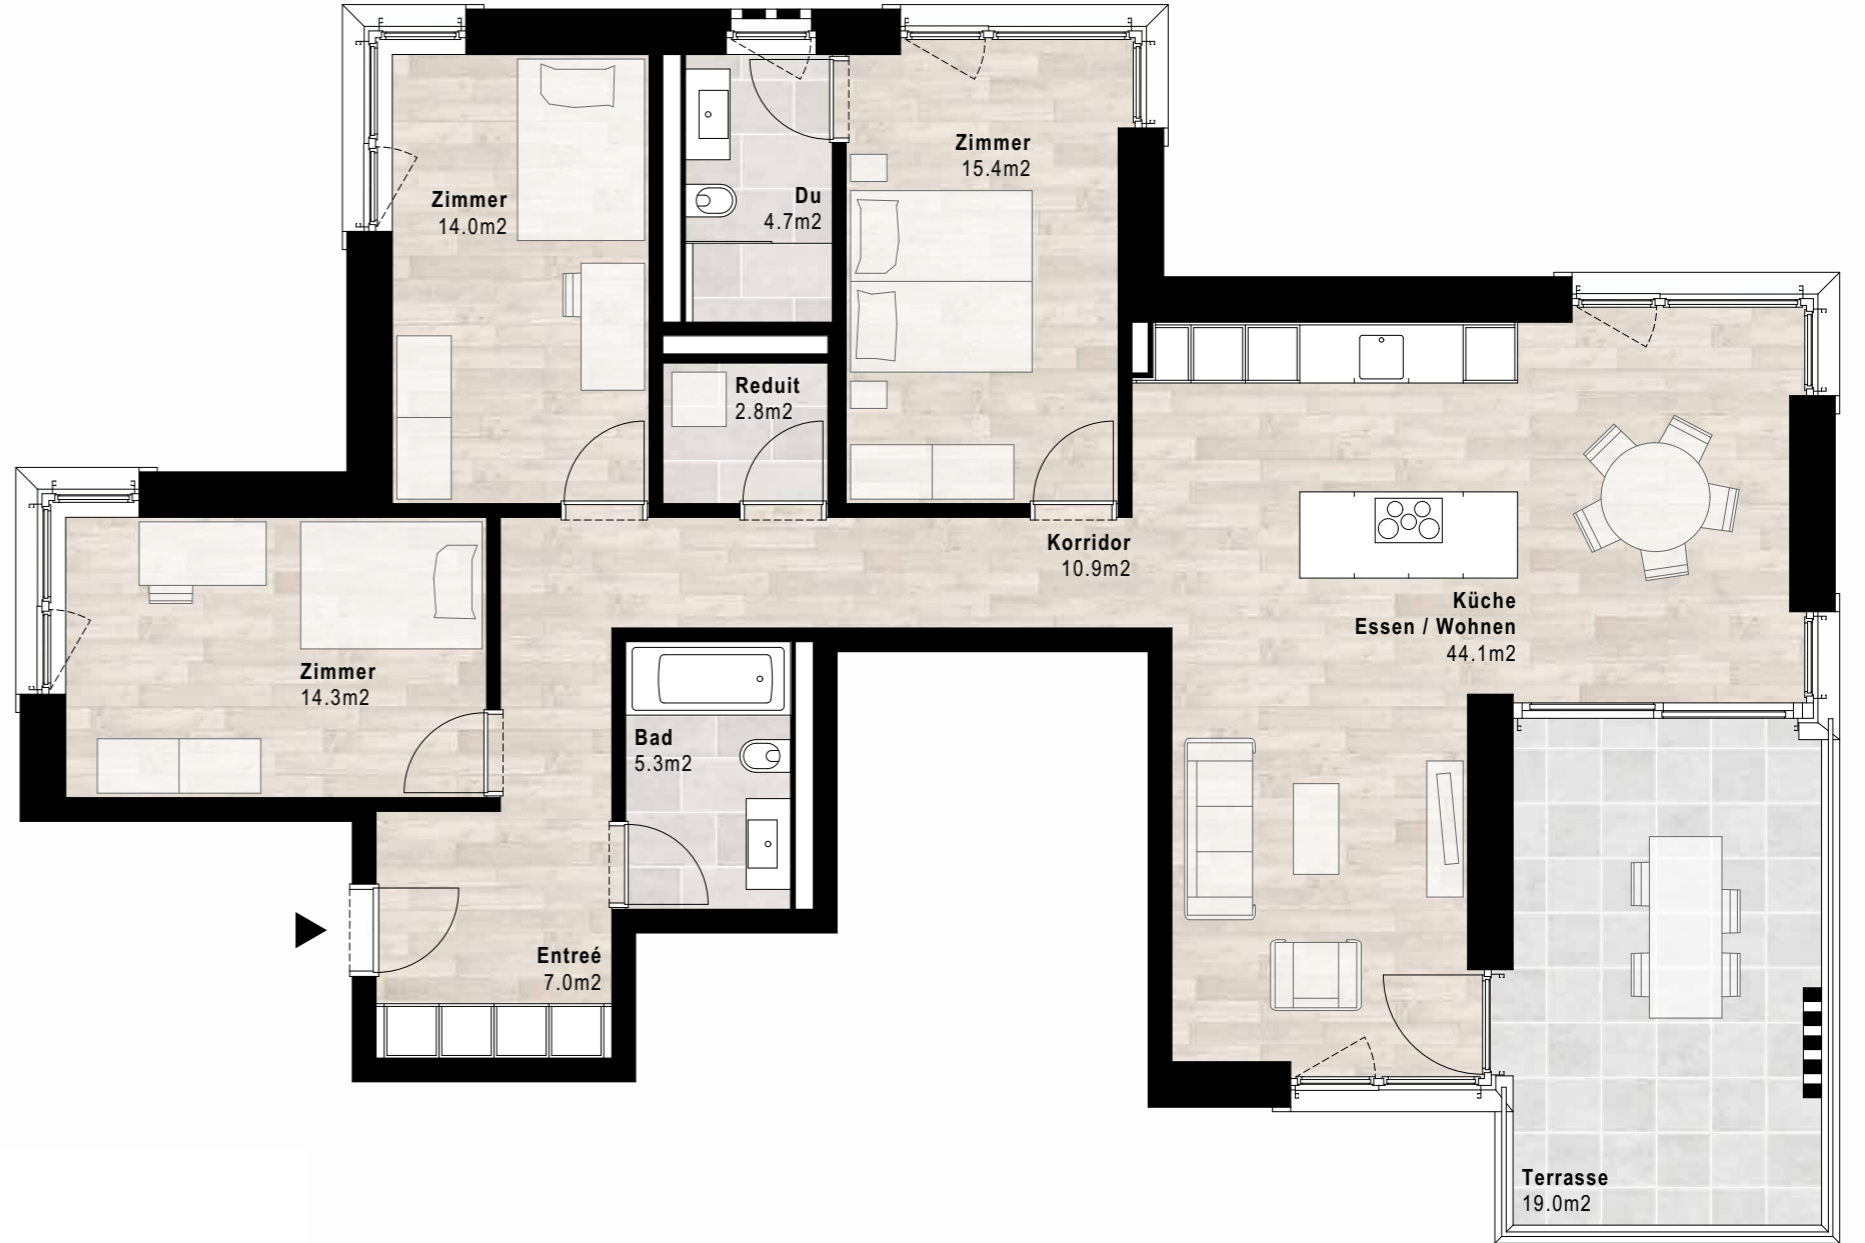 Zimmer
14.0m2
Du
4.7m2
Zimmer
15.4m2
Reduit
2.8m2
Korridor
10.9m2
Küche
Essen / Wohnen
44.1m2
Zimmer
14.3m2
Bad
5.3m2
Entreé
7.0m2
Terrasse
19.0m2